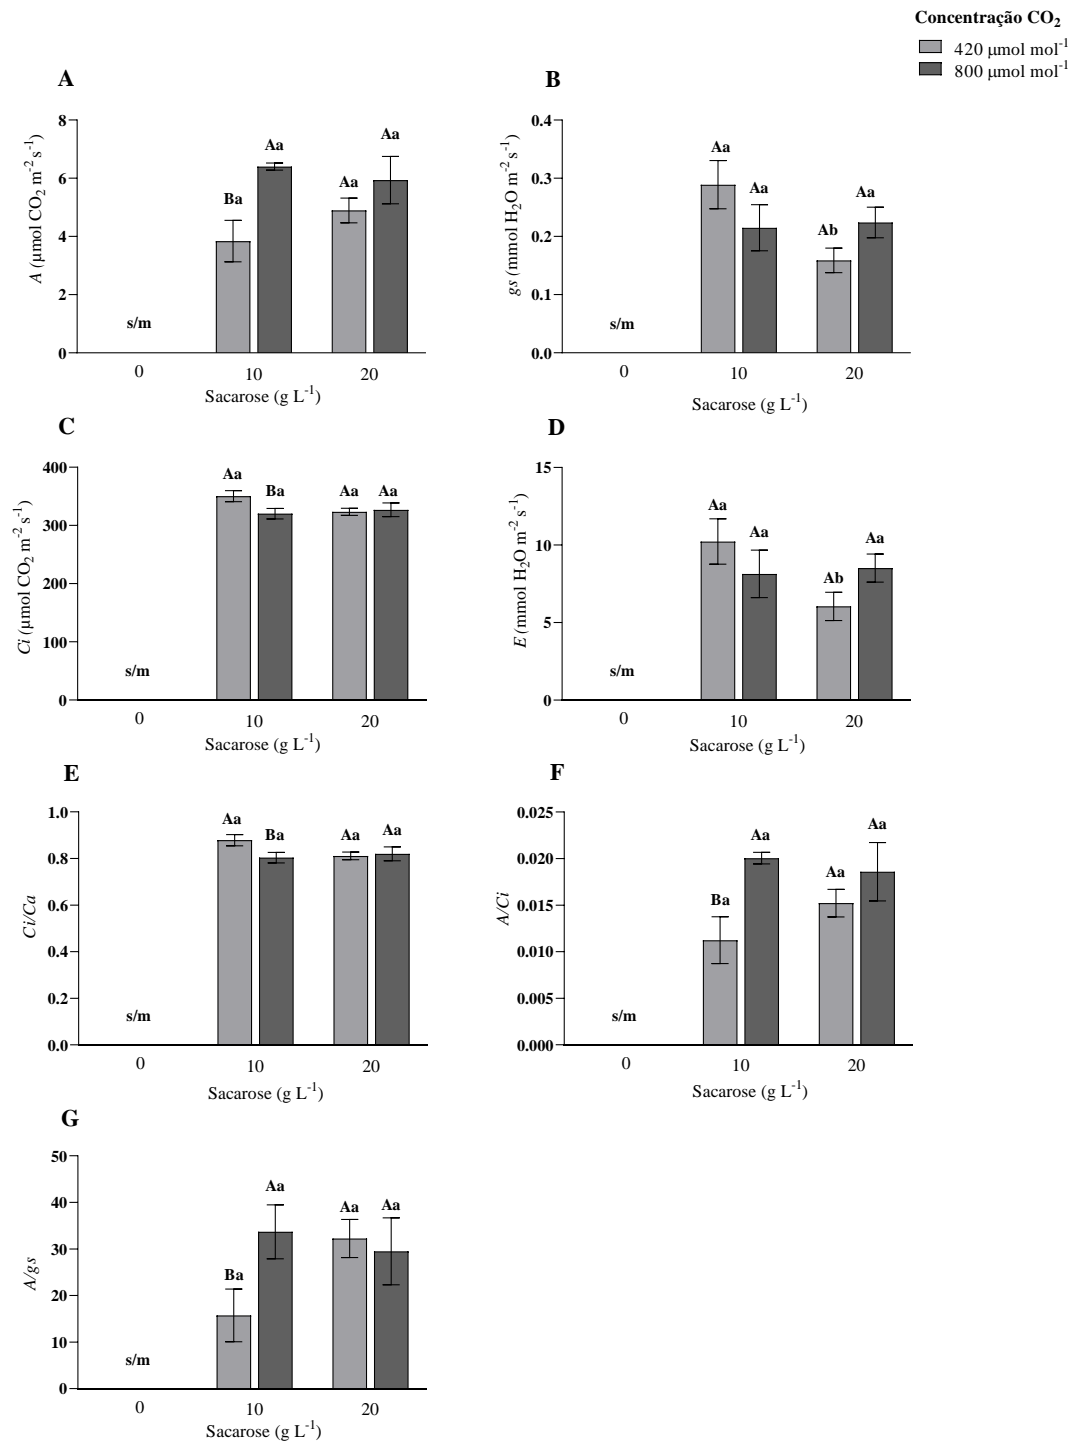 Concentração CO₂
420 µmol mol⁻¹
800 µmol mol⁻¹
A
8
6
4
2
0
A (µmol CO₂ m⁻² s⁻¹)
s/m
Ba
Aa
Aa
Aa
0
10
20
Sacarose (g L⁻¹)
B
0.4
0.3
0.2
0.1
0.0
gs (mmol H₂O m⁻² s⁻¹)
s/m
Aa
Aa
Ab
Aa
0
10
20
Sacarose (g L⁻¹)
C
400
300
200
100
0
Ci (µmol CO₂ m⁻² s⁻¹)
s/m
Aa
Ba
Aa
Aa
0
10
20
Sacarose (g L⁻¹)
D
15
10
5
0
E (mmol H₂O m⁻² s⁻¹)
s/m
Aa
Aa
Ab
Aa
0
10
20
Sacarose (g L⁻¹)
E
1.0
0.8
0.6
0.4
0.2
0.0
Ci/Ca
s/m
Aa
Ba
Aa
Aa
0
10
20
Sacarose (g L⁻¹)
F
0.025
0.020
0.015
0.010
0.005
0.000
A/Ci
s/m
Ba
Aa
Aa
Aa
0
10
20
Sacarose (g L⁻¹)
G
50
40
30
20
10
0
A/gs
s/m
Ba
Aa
Aa
Aa
0
10
20
Sacarose (g L⁻¹)